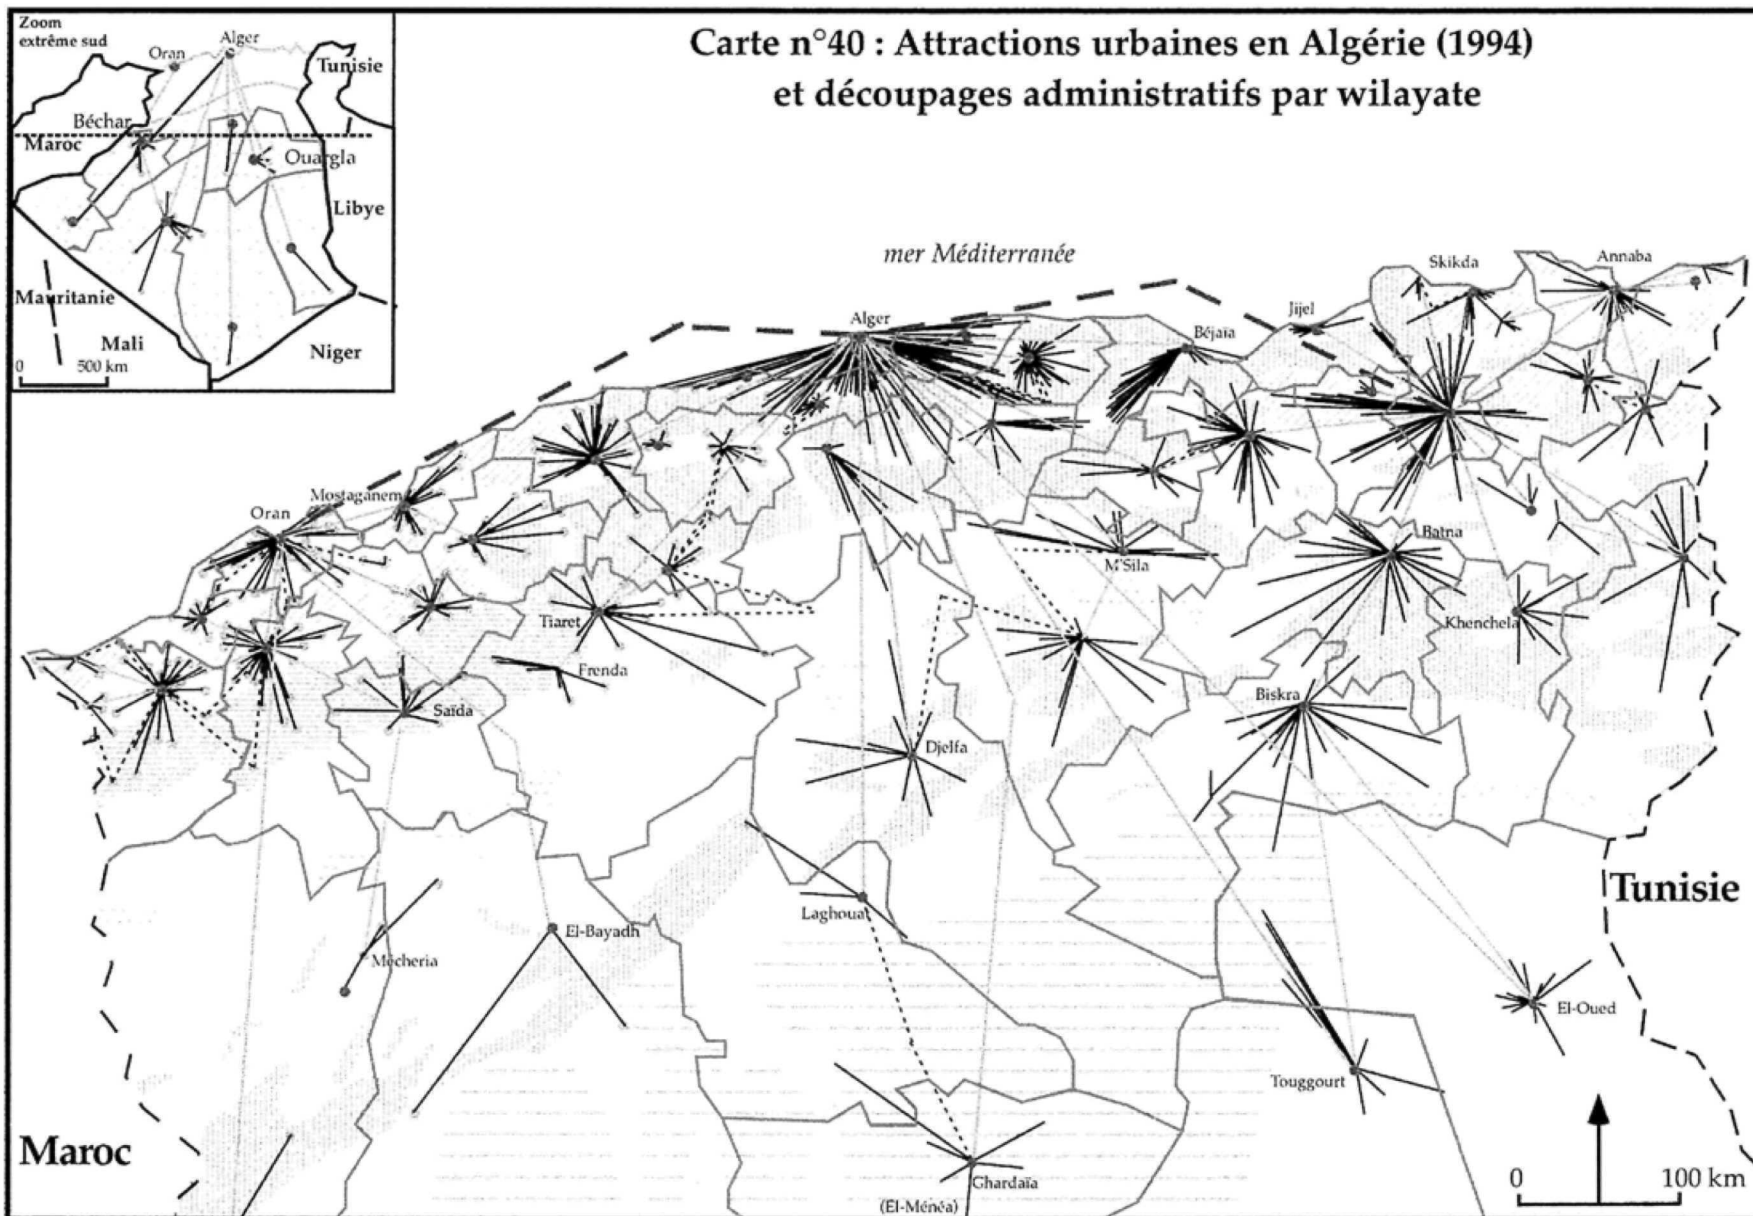 Carte n°40 : Attractions urbaines en Algérie (1994)
et découpages administratifs par wilayate
Zoom
extrême sud
Alger
Oran
Tunisie
Béchar
Maroc
Ouargla
Libye
Mauritanie
Mali
Niger
0 500 km
mer Méditerranée
Skikda
Annaba
Jijel
Alger
Béjaïa
Mostaganem
Oran
Batna
M'Sila
Tiaret
Khenchela
Frenda
Biskra
Saïda
Djelfa
Tunisie
Laghouat
El-Bayadh
Mécheria
El-Oued
Touggourt
Maroc
Ghardaïa
(El-Ménéa)
0 100 km